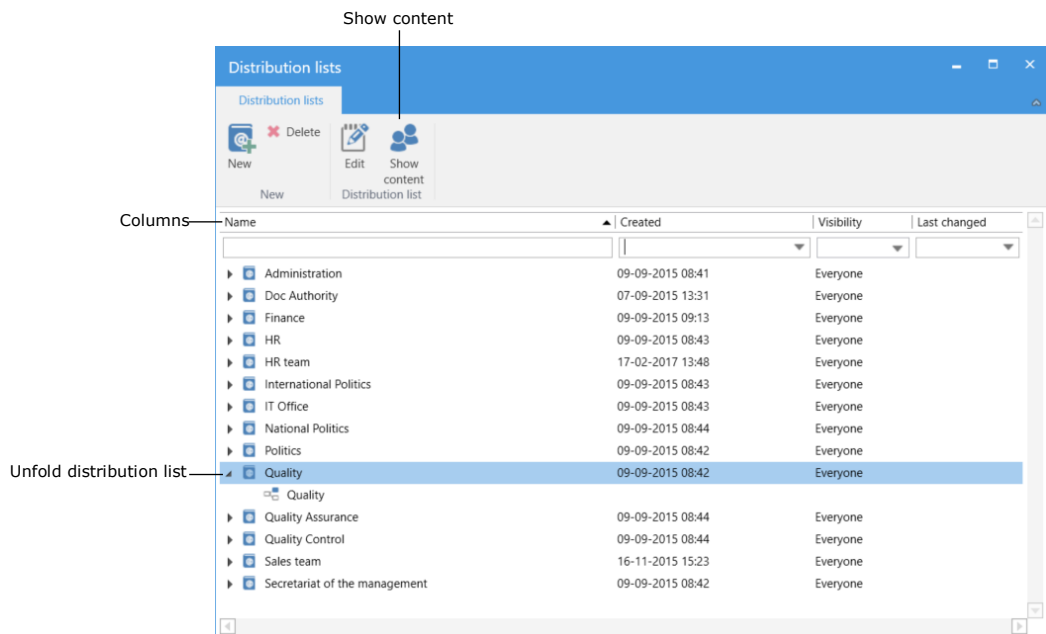 Show content
Distribution lists
Distribution lists
New
Delete
Edit
Show content
New
Distribution list
Columns
Name Created Visibility Last changed
Administration 09-09-2015 08:41 Everyone
Doc Authority 07-09-2015 13:31 Everyone
Finance 09-09-2015 09:13 Everyone
HR 09-09-2015 08:43 Everyone
HR team 17-02-2017 13:48 Everyone
International Politics 09-09-2015 08:43 Everyone
IT Office 09-09-2015 08:43 Everyone
National Politics 09-09-2015 08:44 Everyone
Politics 09-09-2015 08:42 Everyone
Unfold distribution list
Quality 09-09-2015 08:42 Everyone
Quality
Quality Assurance 09-09-2015 08:44 Everyone
Quality Control 09-09-2015 08:44 Everyone
Sales team 16-11-2015 15:23 Everyone
Secretariat of the management 09-09-2015 08:42 Everyone